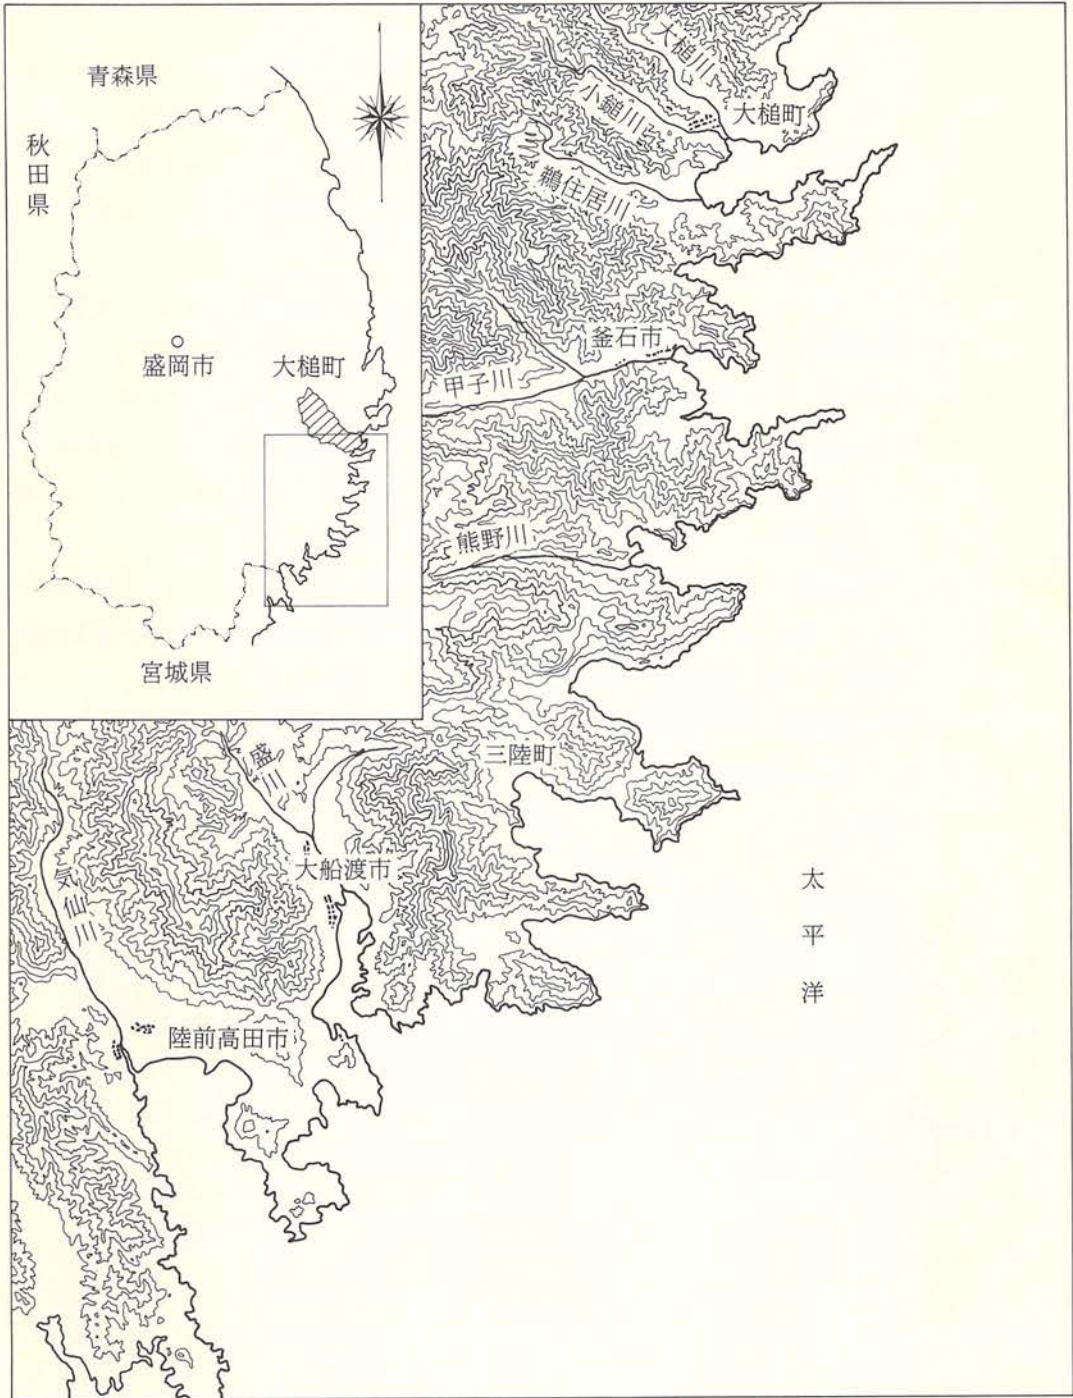 青森県
秋田県
盛岡市
大槌町
宮城県
大槌川
大槌町
小鎚川
鵜住居川
釜石市
甲子川
熊野川
三陸町
盛川
大船渡市
気仙川
陸前高田市
太平洋